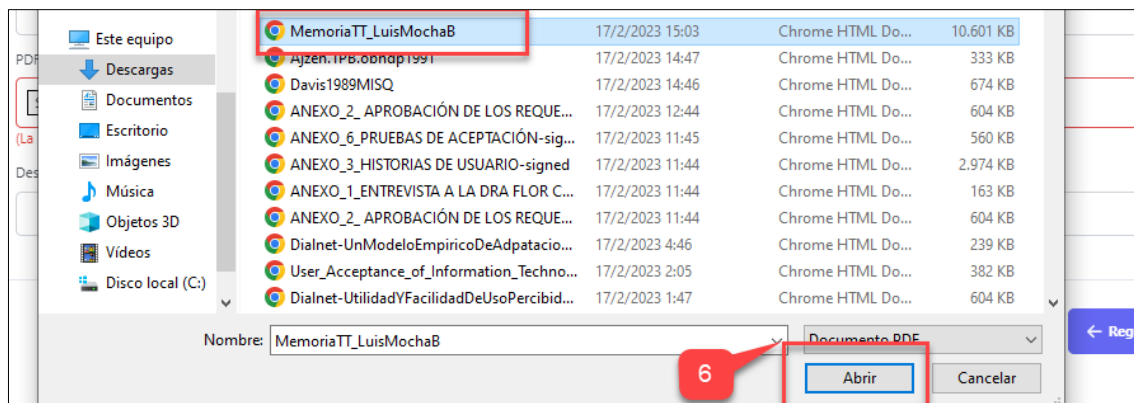 Este equipo
Descargas
Documentos
Escritorio
Imágenes
Música
Objetos 3D
Vídeos
Disco local (C:)
MemoriaTT_LuisMochaB 17/2/2023 15:03 Chrome HTML Do... 10.601 KB
Ajzen.TPB.obhdp1991 17/2/2023 14:47 Chrome HTML Do... 333 KB
Davis1989MISQ 17/2/2023 14:46 Chrome HTML Do... 674 KB
ANEXO_2_ APROBACIÓN DE LOS REQUE... 17/2/2023 12:44 Chrome HTML Do... 604 KB
ANEXO_6_PRUEBAS DE ACEPTACIÓN-sig... 17/2/2023 11:45 Chrome HTML Do... 560 KB
ANEXO_3_HISTORIAS DE USUARIO-signed 17/2/2023 11:44 Chrome HTML Do... 2.974 KB
ANEXO_1_ENTREVISTA A LA DRA FLOR C... 17/2/2023 11:44 Chrome HTML Do... 163 KB
ANEXO_2_ APROBACIÓN DE LOS REQUE... 17/2/2023 11:44 Chrome HTML Do... 604 KB
Dialnet-UnModeloEmpiricoDeAdpatacio... 17/2/2023 4:46 Chrome HTML Do... 239 KB
User_Acceptance_of_Information_Techno... 17/2/2023 2:05 Chrome HTML Do... 382 KB
Dialnet-UtilidadYFacilidadDeUsoPercibid... 17/2/2023 1:47 Chrome HTML Do... 604 KB
PDF
(La
Des
Nombre: MemoriaTT_LuisMochaB
Documento PDF
← Reg
6
Abrir Cancelar